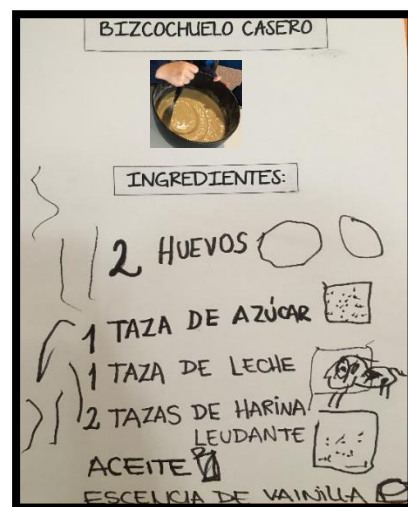 BIZCOCHUELO CASERO
INGREDIENTES:
2 HUEVOS
1 TAZA DE AZÚCAR
1 TAZA DE LECHE
2 TAZAS DE HARINA
LEUDANTE
ACEITE
ESCENCIA DE VAINILLA